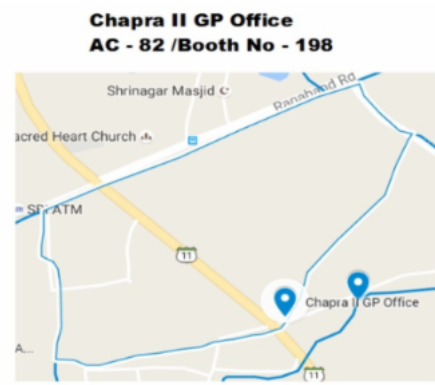 Chapra II GP Office
AC - 82 /Booth No - 198
Shrinagar Masjid
Ranaband Rd
acred Heart Church
SBI ATM
11
Chapra II GP Office
A...
11